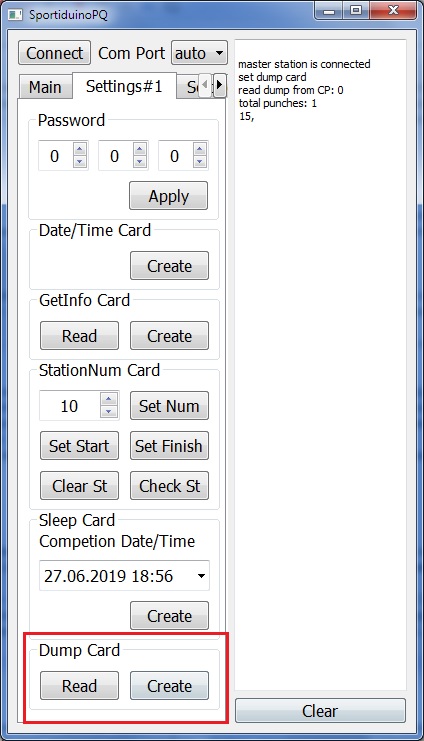 SportiduinoPQ
Connect Com Port auto
Main Settings#1
Password
0 0 0
Apply
Date/Time Card
Create
GetInfo Card
Read Create
StationNum Card
10 Set Num
Set Start Set Finish
Clear St Check St
Sleep Card
Competion Date/Time
27.06.2019 18:56
Create
Dump Card
Read Create
master station is connected
set dump card
read dump from CP: 0
total punches: 1
15,
Clear